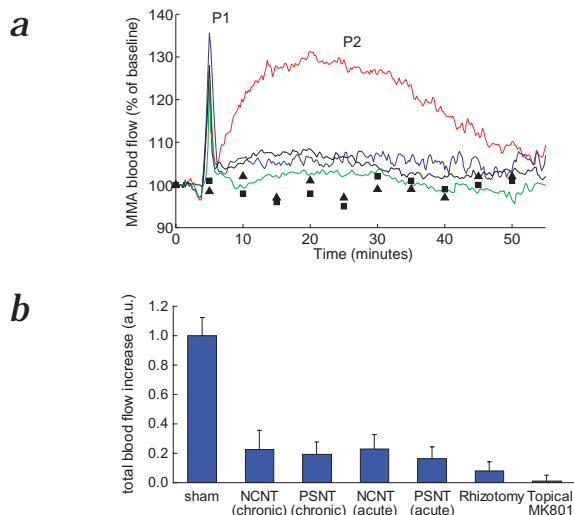 a
P1
P2
MMA blood flow (% of baseline)
140
130
120
110
100
90
0
10
20
30
40
50
Time (minutes)
b
total blood flow increase (a.u.)
1.2
1.0
0.8
0.6
0.4
0.2
0.0
sham
NCNT (chronic)
PSNT (chronic)
NCNT (acute)
PSNT (acute)
Rhizotomy
Topical MK801